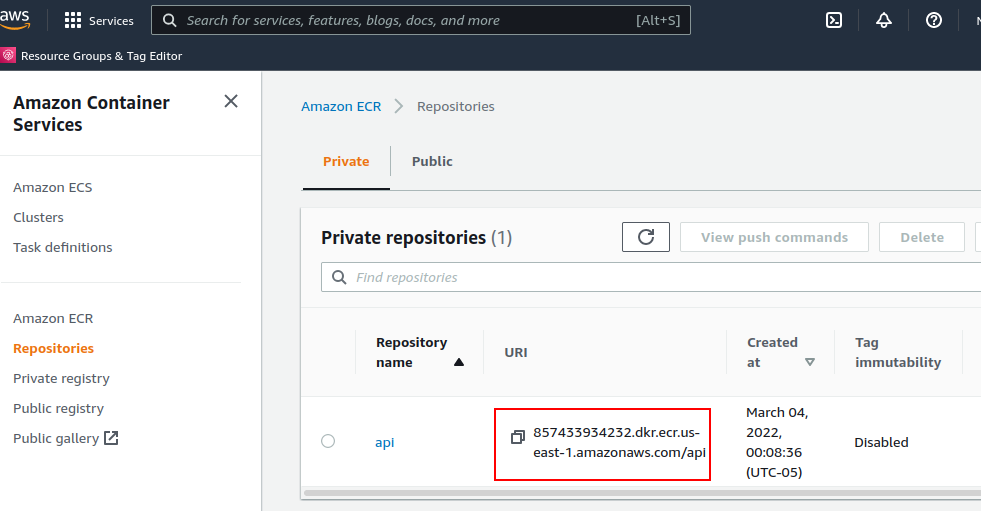 aws
Services
Search for services, features, blogs, docs, and more
[Alt+S]
Resource Groups & Tag Editor
Amazon Container
Services
Amazon ECS
Clusters
Task definitions
Amazon ECR
Repositories
Private registry
Public registry
Public gallery
Amazon ECR
Repositories
Private
Public
Private repositories (1)
View push commands
Delete
Find repositories
Repository
name
URI
Created
at
Tag
immutability
api
857433934232.dkr.ecr.us-
east-1.amazonaws.com/api
March 04,
2022,
00:08:36
(UTC-05)
Disabled